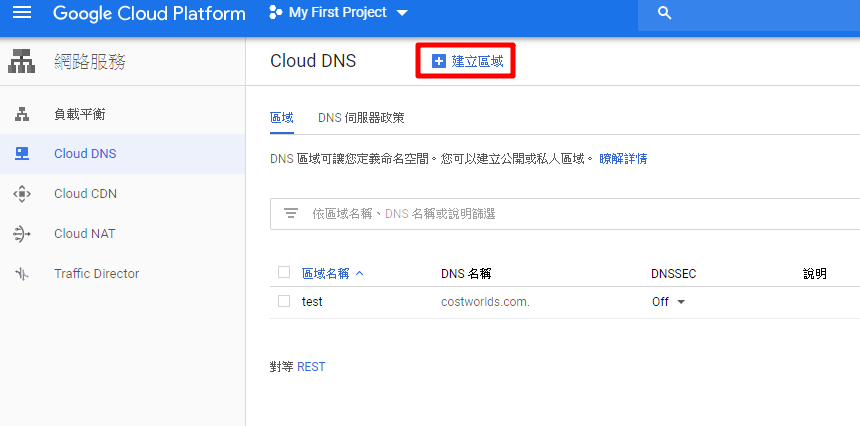 Google Cloud Platform
My First Project
網路服務
負載平衡
Cloud DNS
Cloud CDN
Cloud NAT
Traffic Director
Cloud DNS
建立區域
區域 DNS 伺服器政策
DNS 區域可讓您定義命名空間。您可以建立公開或私人區域。 瞭解詳情
依區域名稱、DNS 名稱或說明篩選
區域名稱 DNS 名稱 DNSSEC 說明
test costworlds.com. Off
對等 REST